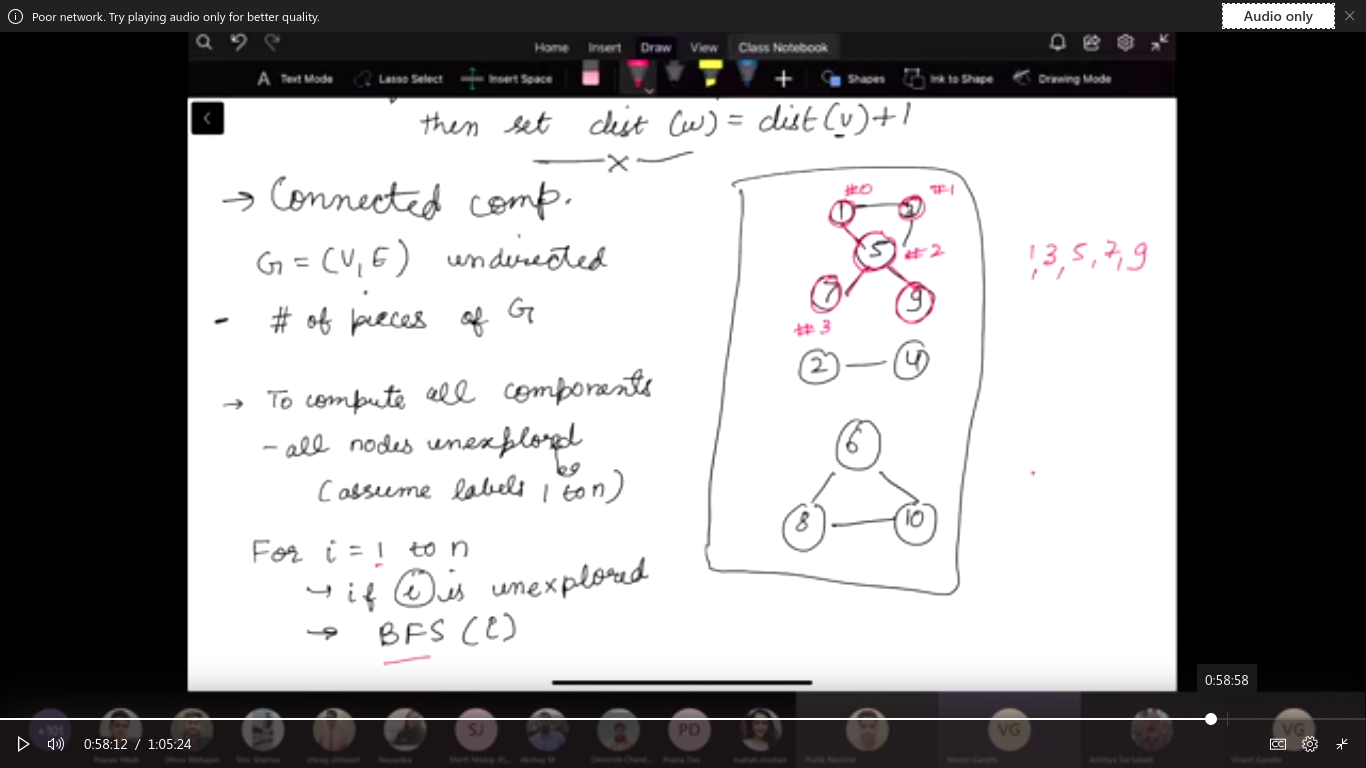 Poor network. Try playing audio only for better quality.
Audio only
Home Insert Draw View Class Notebook
Text Mode Lasso Select Insert Space Shapes Ink to Shape Drawing Mode
then set dist (w) = dist(v)+1
x
→ Connected comp.
G = (V, E) undirected
- # of pieces of G
→ To compute all components
- all nodes unexplored
(assume labels 1 to n)
For i = 1 to n
→ if i is unexplored
→ BFS (i)
#0 #1
1 3
5 #2
7 9
#3
2 4
6
8 10
1, 3, 5, 7, 9
0:58:58
+101 SJ PD VG VG
0:58:12 / 1:05:24
CC